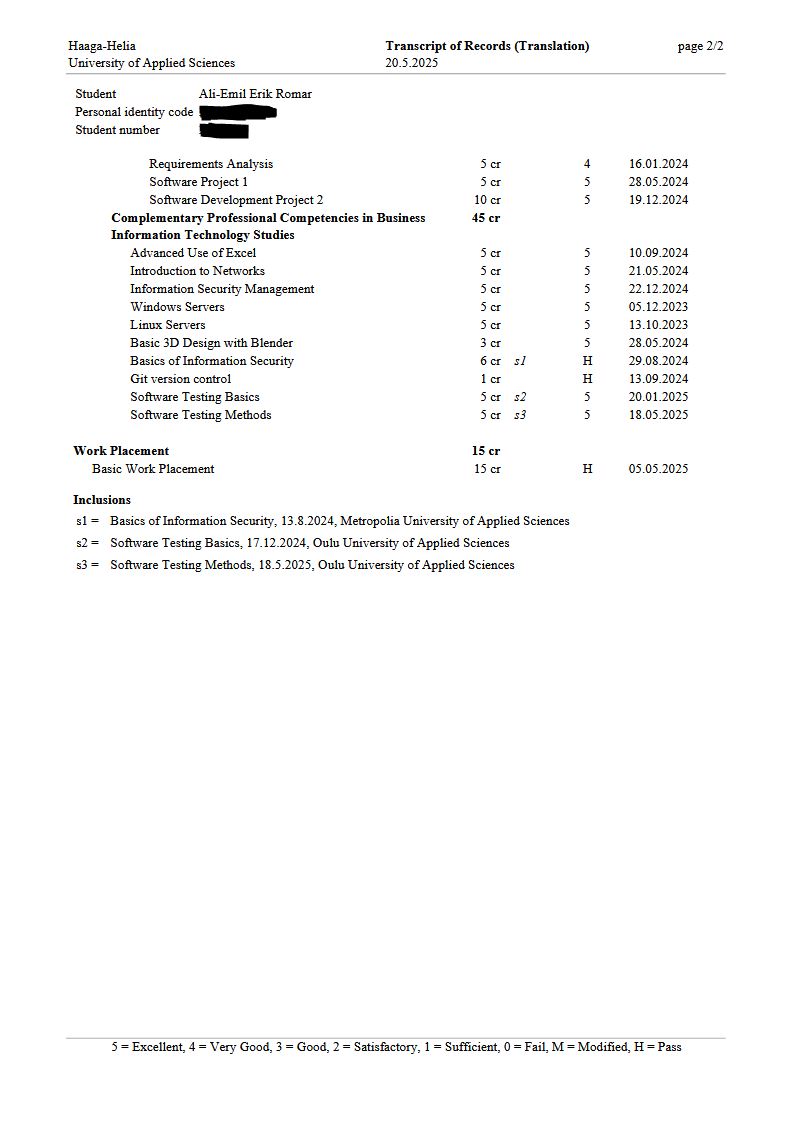 Haaga-Helia Transcript of Records (Translation) page 2/2
University of Applied Sciences 20.5.2025
Student Ali-Emil Erik Romar
Personal identity code
Student number
Requirements Analysis 5 cr 4 16.01.2024
Software Project 1 5 cr 5 28.05.2024
Software Development Project 2 10 cr 5 19.12.2024
Complementary Professional Competencies in Business 45 cr
Information Technology Studies
Advanced Use of Excel 5 cr 5 10.09.2024
Introduction to Networks 5 cr 5 21.05.2024
Information Security Management 5 cr 5 22.12.2024
Windows Servers 5 cr 5 05.12.2023
Linux Servers 5 cr 5 13.10.2023
Basic 3D Design with Blender 3 cr 5 28.05.2024
Basics of Information Security 6 cr s1 H 29.08.2024
Git version control 1 cr H 13.09.2024
Software Testing Basics 5 cr s2 5 20.01.2025
Software Testing Methods 5 cr s3 5 18.05.2025
Work Placement 15 cr
Basic Work Placement 15 cr H 05.05.2025
Inclusions
s1 = Basics of Information Security, 13.8.2024, Metropolia University of Applied Sciences
s2 = Software Testing Basics, 17.12.2024, Oulu University of Applied Sciences
s3 = Software Testing Methods, 18.5.2025, Oulu University of Applied Sciences
5 = Excellent, 4 = Very Good, 3 = Good, 2 = Satisfactory, 1 = Sufficient, 0 = Fail, M = Modified, H = Pass